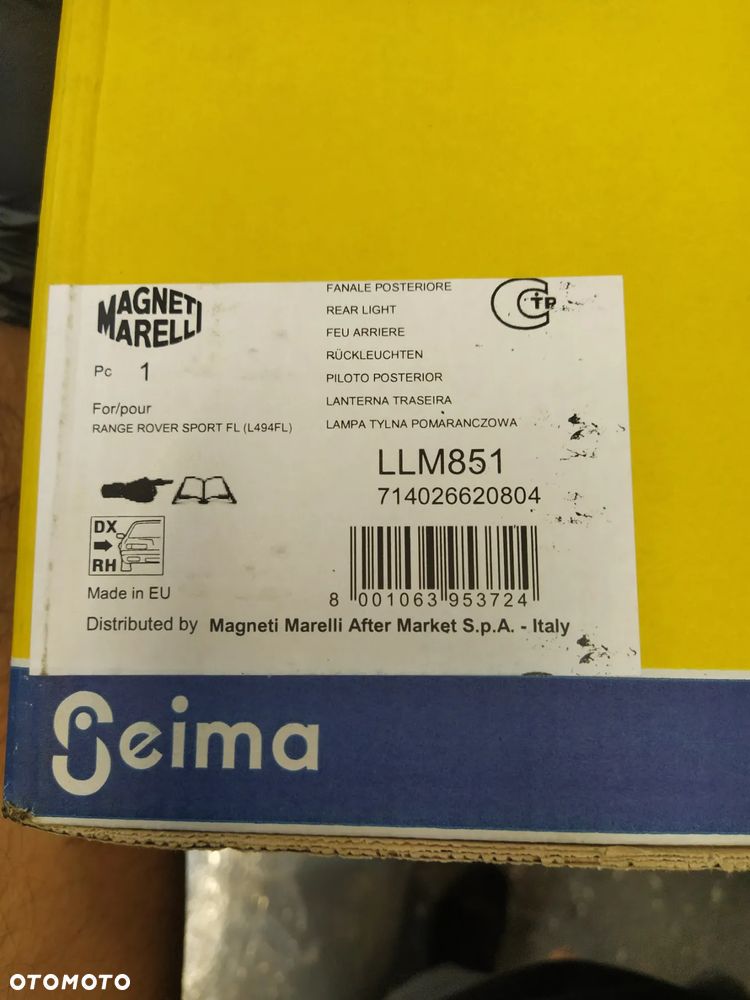 MAGNETI
MARELLI
Pc 1
For/pour
RANGE ROVER SPORT FL (L494FL)
FANALE POSTERIORE
REAR LIGHT
FEU ARRIERE
RÜCKLEUCHTEN
PILOTO POSTERIOR
LANTERNA TRASEIRA
LAMPA TYLNA POMARANCZOWA
CTP
LLM851
714026620804
DX
RH
8 001063 953724
Made in EU
Distributed by Magneti Marelli After Market S.p.A. - Italy
Seima
OTOMOTO